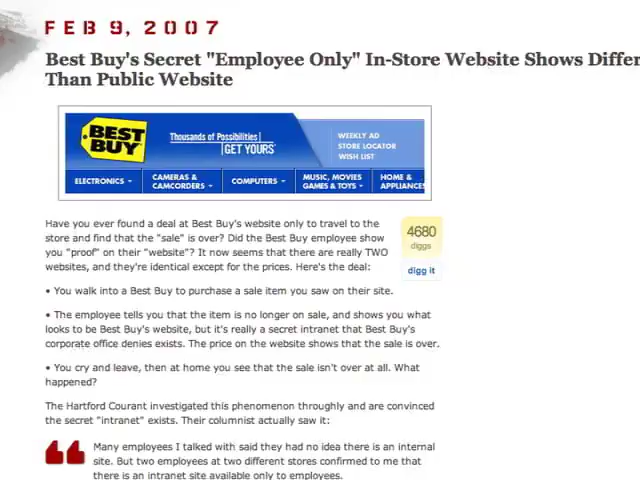 FEB 9, 2007
Best Buy's Secret "Employee Only" In-Store Website Shows Differ
Than Public Website
BEST BUY
Thousands of Possibilities
GET YOURS
WEEKLY AD
STORE LOCATOR
WISH LIST
ELECTRONICS
CAMERAS &
CAMCORDERS
COMPUTERS
MUSIC, MOVIES
GAMES & TOYS
HOME &
APPLIANCES
Have you ever found a deal at Best Buy's website only to travel to the
store and find that the "sale" is over? Did the Best Buy employee show
you "proof" on their "website"? It now seems that there are really TWO
websites, and they're identical except for the prices. Here's the deal:
4680
diggs
digg it
• You walk into a Best Buy to purchase a sale item you saw on their site.
• The employee tells you that the item is no longer on sale, and shows you what
looks to be Best Buy's website, but it's really a secret intranet that Best Buy's
corporate office denies exists. The price on the website shows that the sale is over.
• You cry and leave, then at home you see that the sale isn't over at all. What
happened?
The Hartford Courant investigated this phenomenon throughly and are convinced
the secret "intranet" exists. Their columnist actually saw it:
Many employees I talked with said they had no idea there is an internal
site. But two employees at two different stores confirmed to me that
there is an intranet site available only to employees.